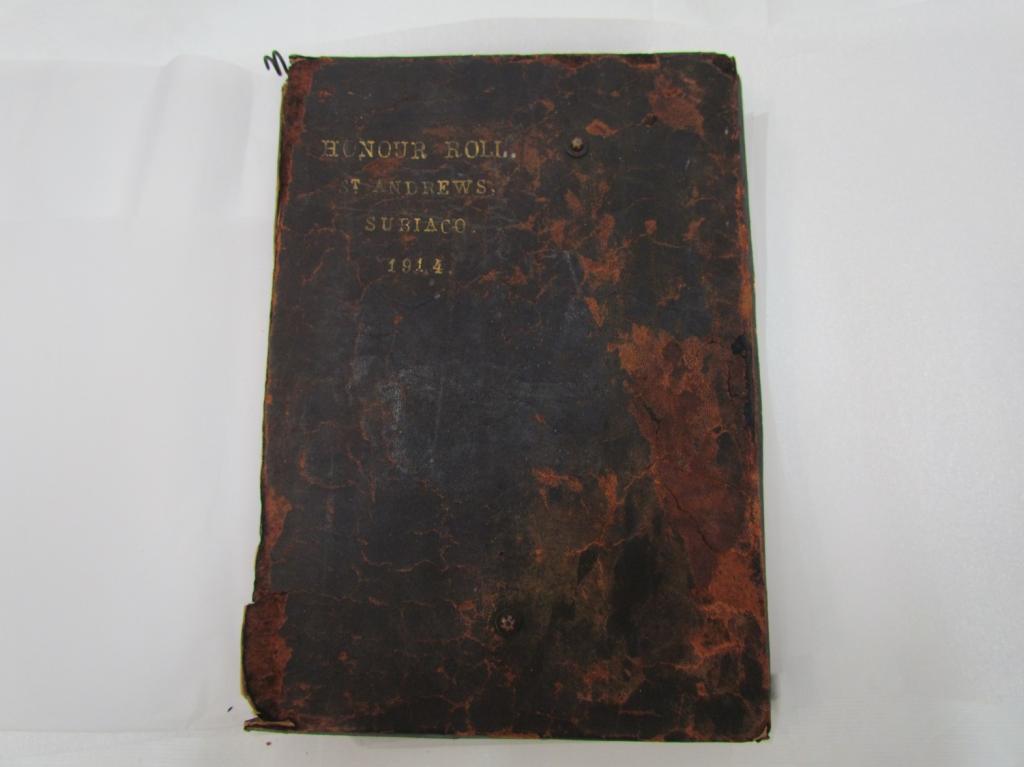 HONOUR ROLL.
ST ANDREWS,
SUBIACO.
1914.